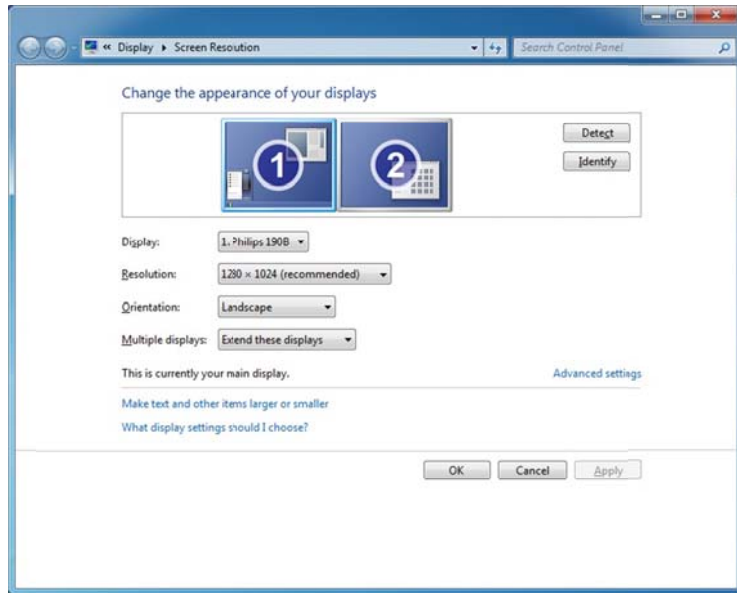 « Display ▸ Screen Resoution
Search Control Panel
Change the appearance of your displays
1
2
Detect
Identify
Display:
1. Philips 190B
Resolution:
1280 × 1024 (recommended)
Orientation:
Landscape
Multiple displays:
Extend these displays
This is currently your main display.
Advanced settings
Make text and other items larger or smaller
What display settings should I choose?
OK
Cancel
Apply